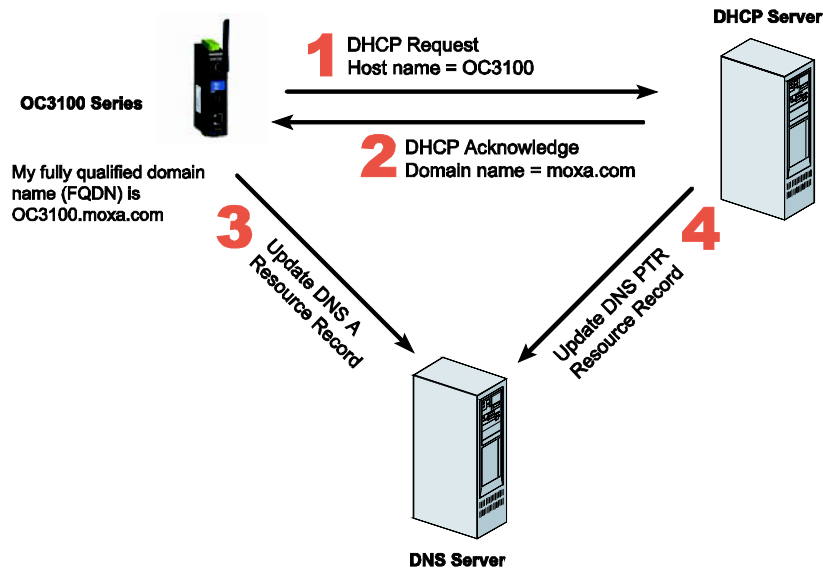 DHCP Server
1
DHCP Request
Host name = OC3100
OC3100 Series
2
DHCP Acknowledge
Domain name = moxa.com
My fully qualified domain
name (FQDN) is
OC3100.moxa.com
3
Update DNS A
Resource Record
4
Update DNS PTR
Resource Record
DNS Server